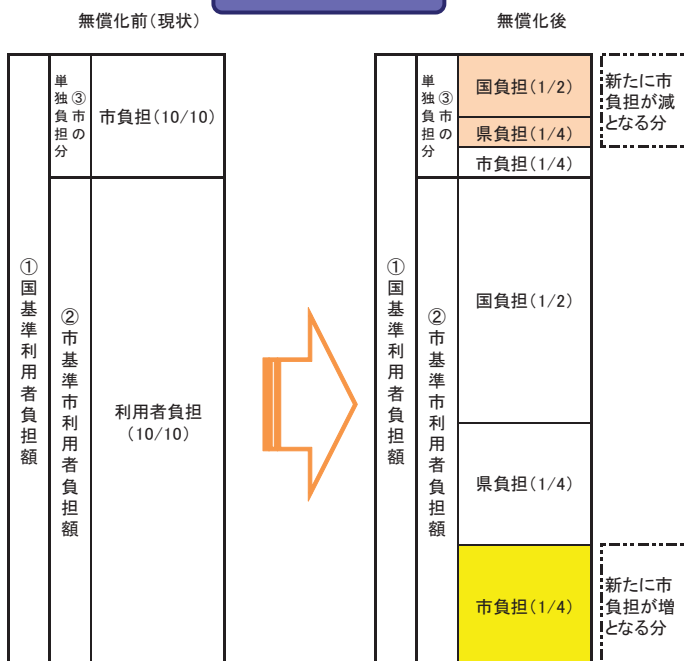 無償化前(現状)
無償化後
①国基準利用者負担額
③市の
単独負担分
市負担(10/10)
②市基準市利用者負担額
利用者負担
(10/10)
①国基準利用者負担額
③市の
単独負担分
国負担(1/2)
県負担(1/4)
市負担(1/4)
②市基準市利用者負担額
国負担(1/2)
県負担(1/4)
市負担(1/4)
新たに市
負担が減
となる分
新たに市
負担が増
となる分